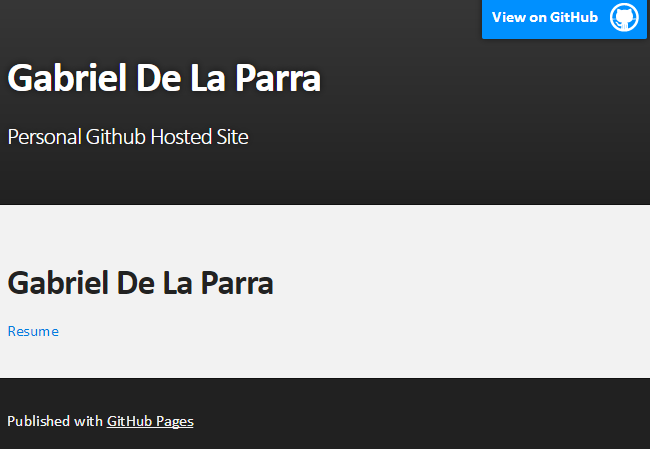 View on GitHub
Gabriel De La Parra
Personal Github Hosted Site
Gabriel De La Parra
Resume
Published with GitHub Pages